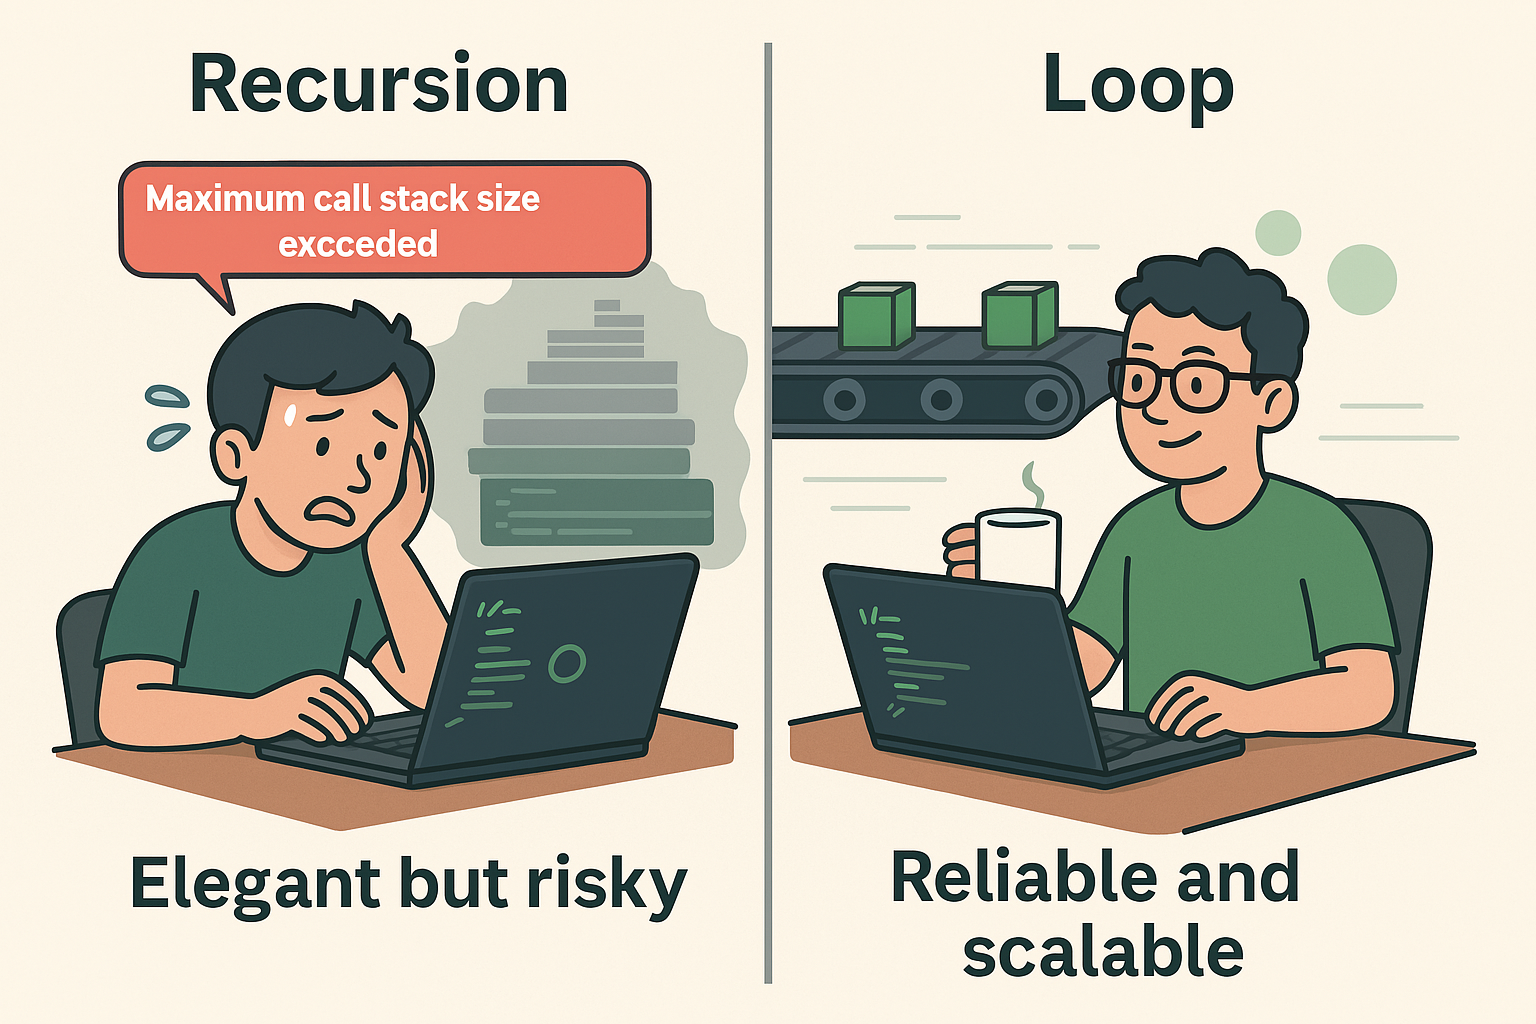 Recursion
Maximum call stack size
excceded
Elegant but risky
Loop
Reliable and
scalable